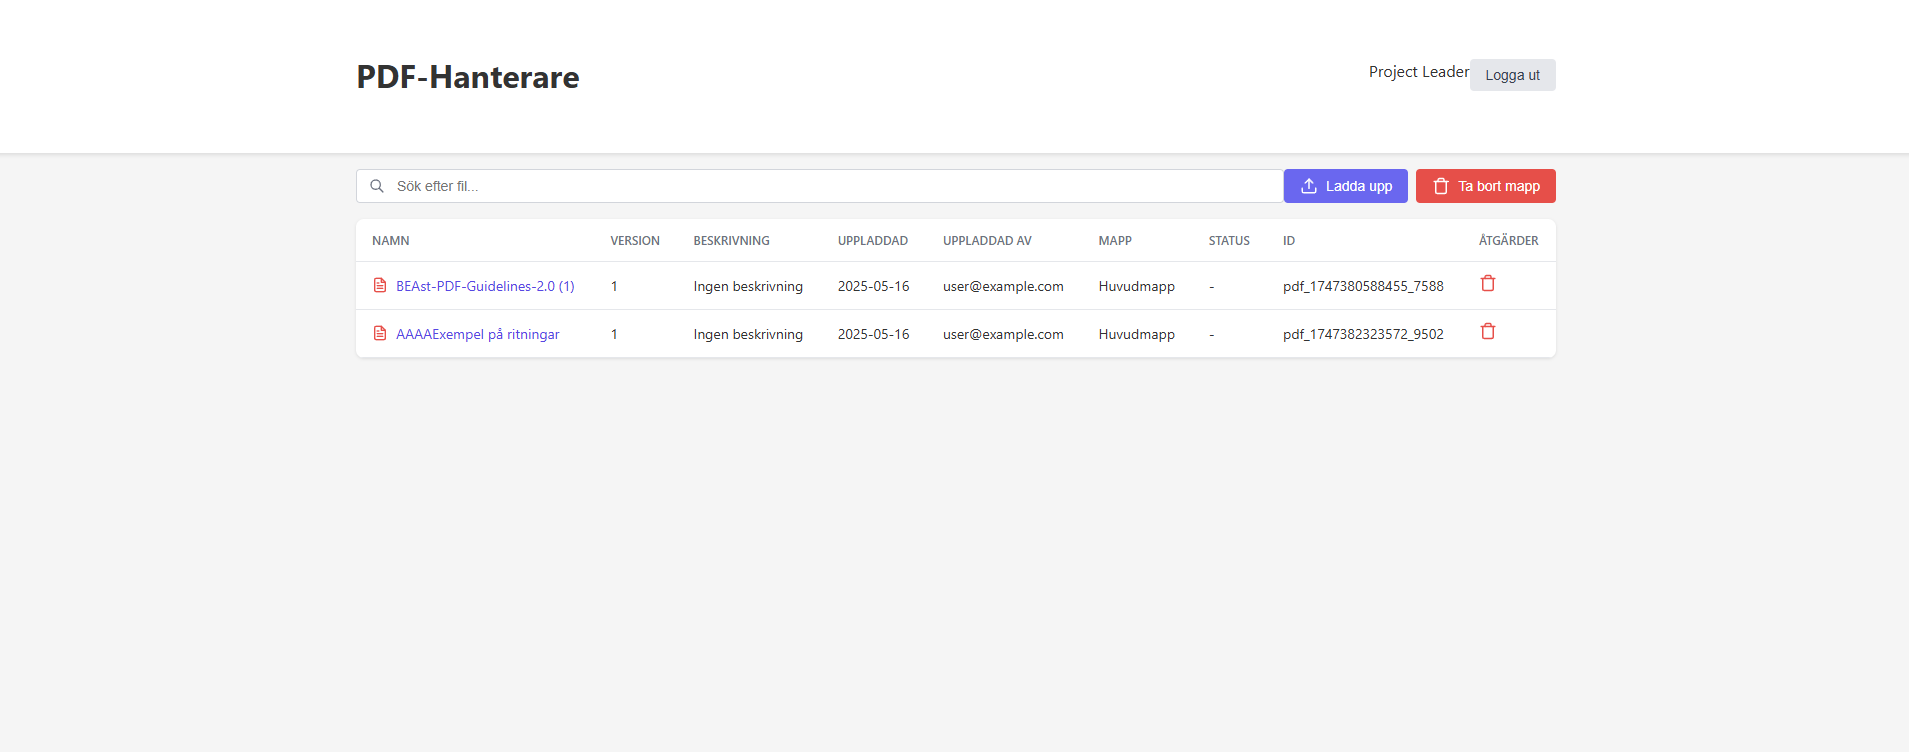 PDF-Hanterare
Project Leader Logga ut
Sök efter fil... Ladda upp Ta bort mapp
NAMN VERSION BESKRIVNING UPPLADDAD UPPLADDAD AV MAPP STATUS ID ÅTGÄRDER
BEAst-PDF-Guidelines-2.0 (1) 1 Ingen beskrivning 2025-05-16 user@example.com Huvudmapp - pdf_1747380588455_7588
AAAAExempel på ritningar 1 Ingen beskrivning 2025-05-16 user@example.com Huvudmapp - pdf_1747382323572_9502